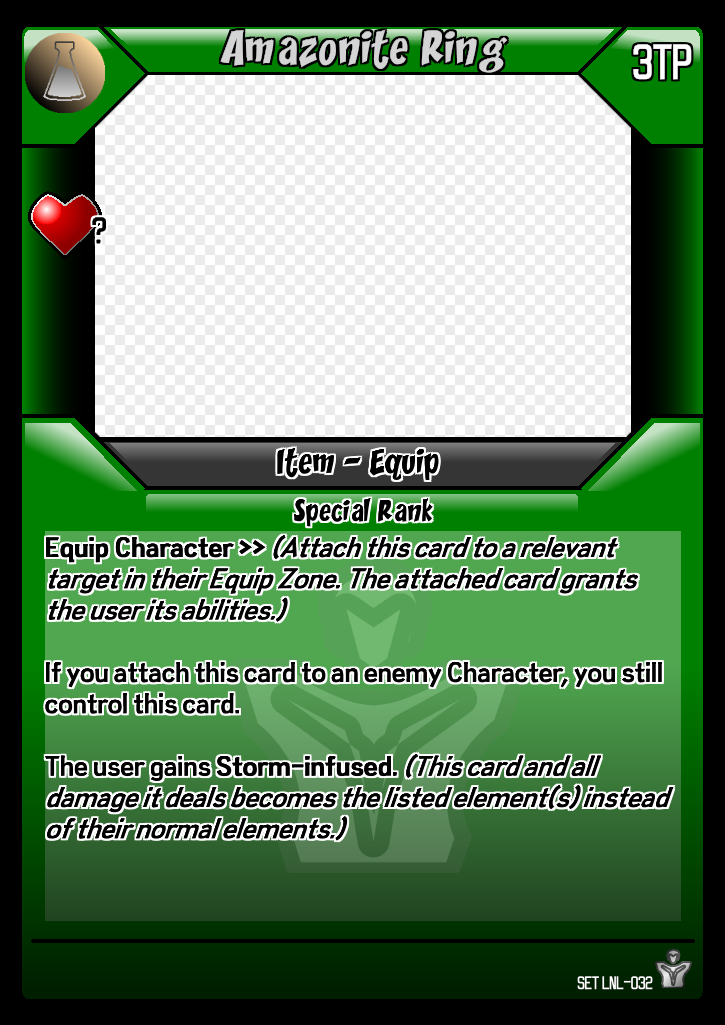 Amazonite Ring
3TP
?
Item - Equip
Special Rank
Equip Character >> (Attach this card to a relevant
target in their Equip Zone. The attached card grants
the user its abilities.)
If you attach this card to an enemy Character, you still
control this card.
The user gains Storm-infused. (This card and all
damage it deals becomes the listed element(s) instead
of their normal elements.)
SET LNL-032